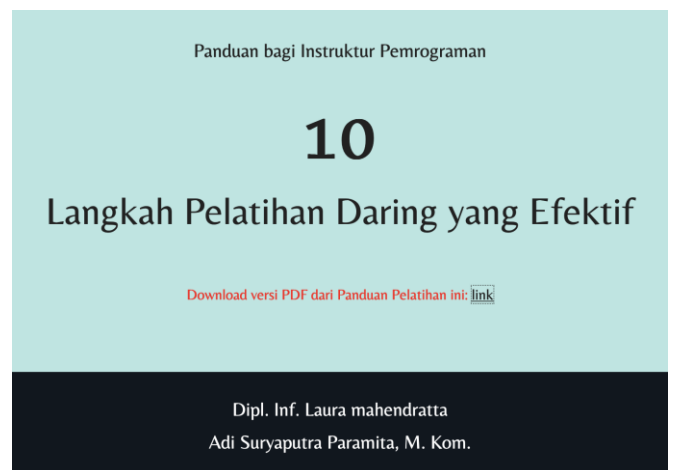 Panduan bagi Instruktur Pemrograman
10
Langkah Pelatihan Daring yang Efektif
Download versi PDF dari Panduan Pelatihan ini: link
Dipl. Inf. Laura mahendratta
Adi Suryaputra Paramita, M. Kom.